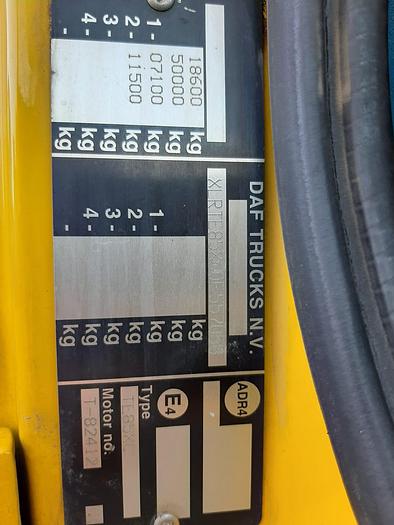 18600 kg
50000 kg
1- 07100 kg
2- 11500 kg
3- kg
4- kg
DAF TRUCKS N.V.
kg
kg
1- kg
2- kg
3- kg
4- kg
ADR4
E4
Type
Motor no.
T-82412